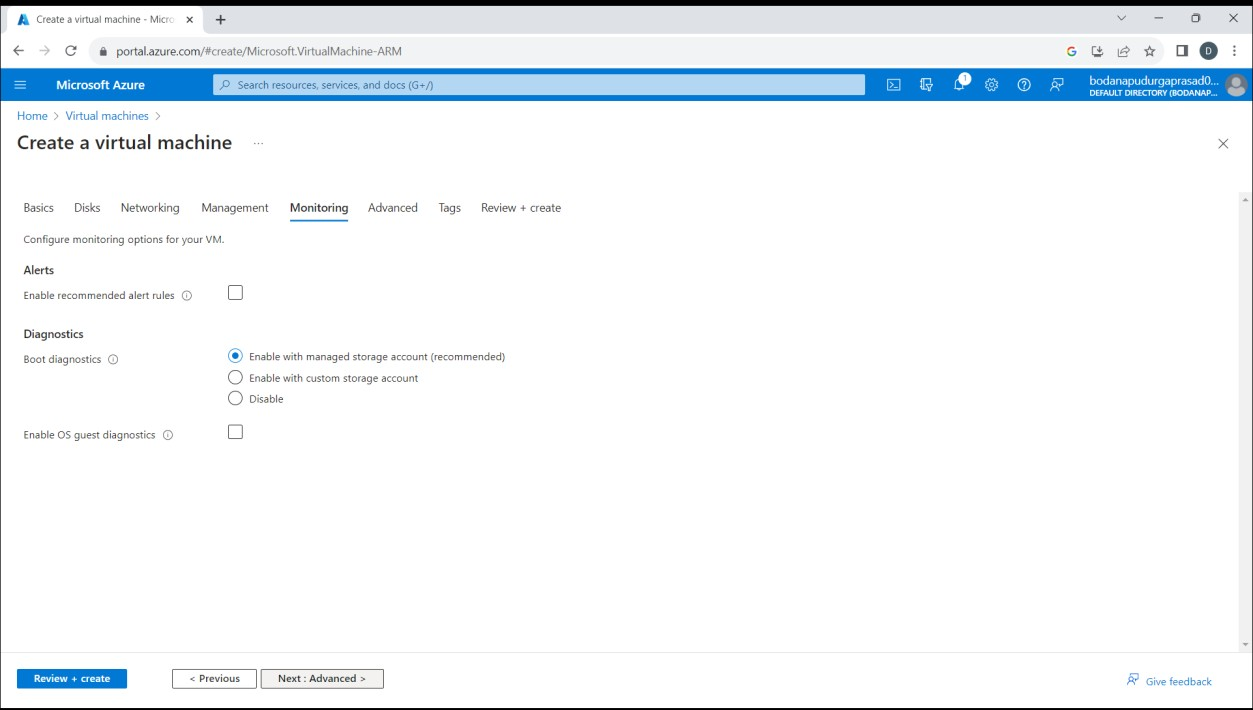 Create a virtual machine - Micro
portal.azure.com/#create/Microsoft.VirtualMachine-ARM
G
D
Microsoft Azure
Search resources, services, and docs (G+/)
1
bodanapudurgaprasad0...
DEFAULT DIRECTORY (BODANAP...
Home > Virtual machines >
Create a virtual machine ...
Basics Disks Networking Management Monitoring Advanced Tags Review + create
Configure monitoring options for your VM.
Alerts
Enable recommended alert rules
Diagnostics
Boot diagnostics
Enable with managed storage account (recommended)
Enable with custom storage account
Disable
Enable OS guest diagnostics
Review + create
< Previous
Next : Advanced >
Give feedback